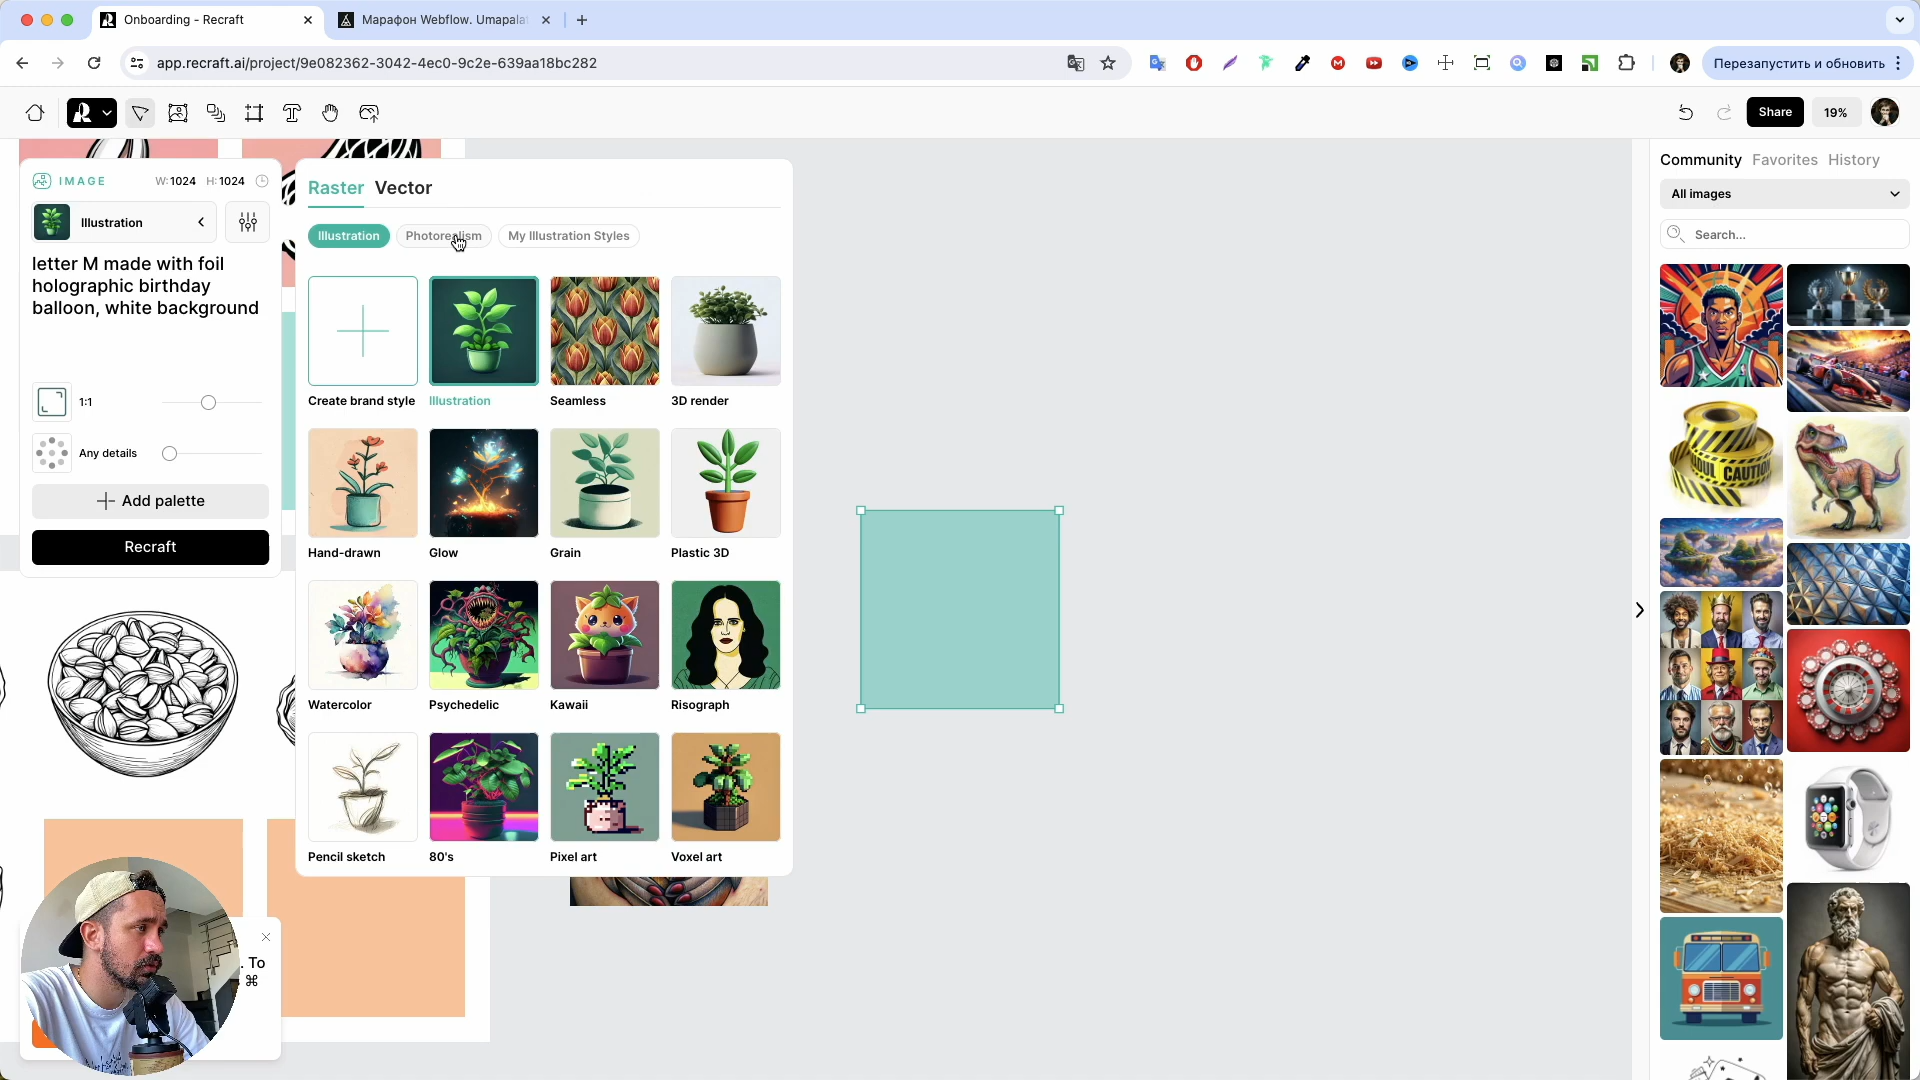 Onboarding - Recraft
Марафон Webflow. Umapala
app.recraft.ai/project/9e082362-3042-4ec0-9c2e-639aa18bc282
Перезапустить и обновить
Share
19%
IMAGE
W: 1024 H: 1024
Illustration
letter M made with foil
holographic birthday
balloon, white background
1:1
Any details
Add palette
Recraft
Raster Vector
Illustration
Photorealism
My Illustration Styles
Create brand style
Illustration
Seamless
3D render
Hand-drawn
Glow
Grain
Plastic 3D
Watercolor
Psychedelic
Kawaii
Risograph
Pencil sketch
80's
Pixel art
Voxel art
. To
⌘
Community Favorites History
All images
Search...
CAUTION